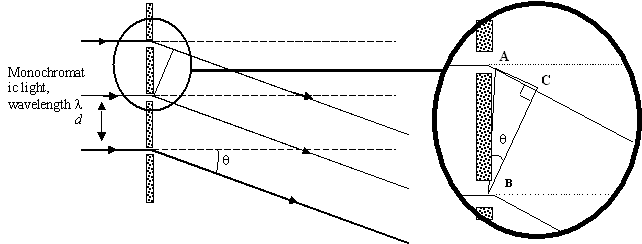 Monochromat
ic light,
wavelength λ
d
θ
A
C
θ
B